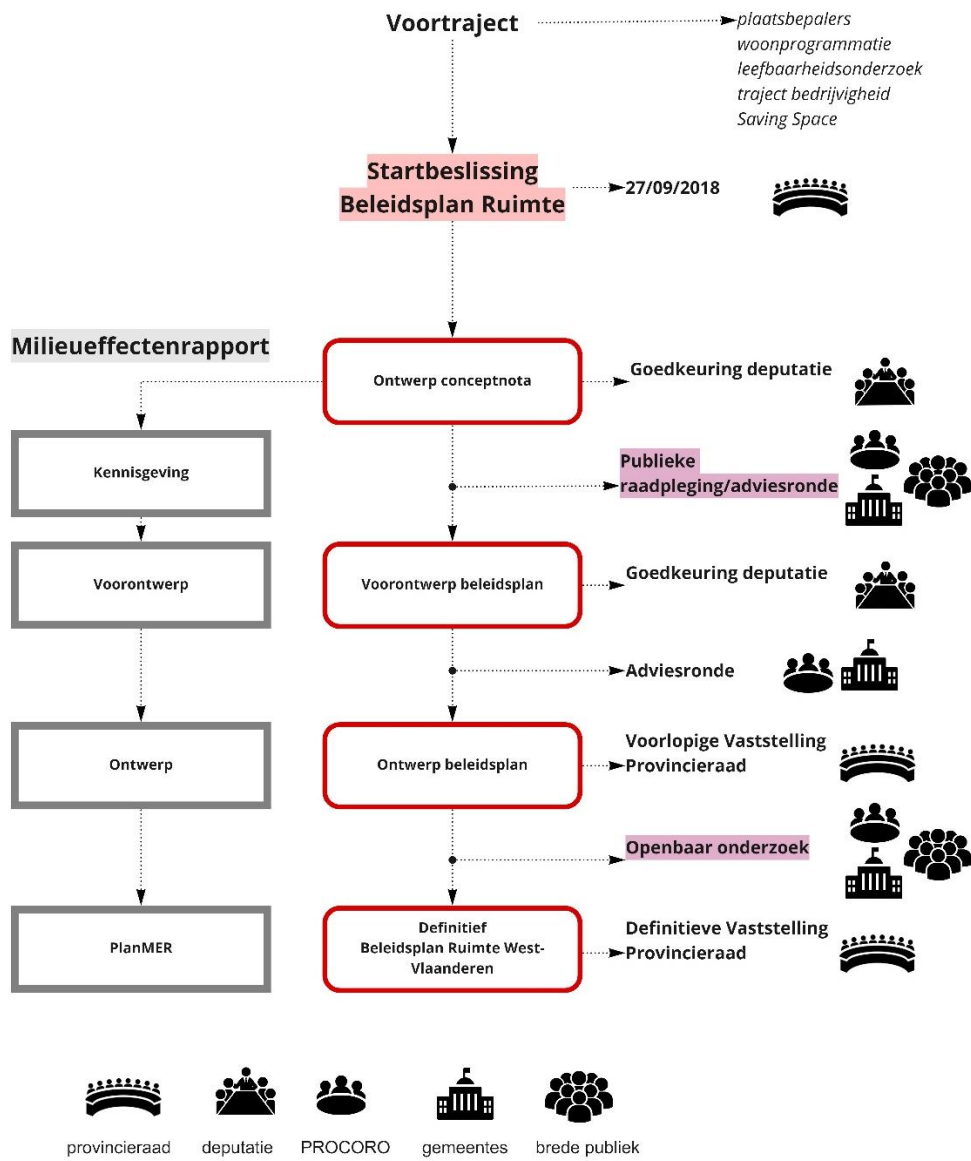 Voortraject
plaatsbepalers
woonprogrammatie
leefbaarheidsonderzoek
traject bedrijvigheid
Saving Space
Startbeslissing
Beleidsplan Ruimte
27/09/2018
Milieueffectenrapport
Ontwerp conceptnota
Goedkeuring deputatie
Kennisgeving
Publieke
raadpleging/adviesronde
Voorontwerp
Voorontwerp beleidsplan
Goedkeuring deputatie
Adviesronde
Ontwerp
Ontwerp beleidsplan
Voorlopige Vaststelling
Provincieraad
Openbaar onderzoek
PlanMER
Definitief
Beleidsplan Ruimte West-
Vlaanderen
Definitieve Vaststelling
Provincieraad
provincieraad
deputatie
PROCORO
gemeentes
brede publiek